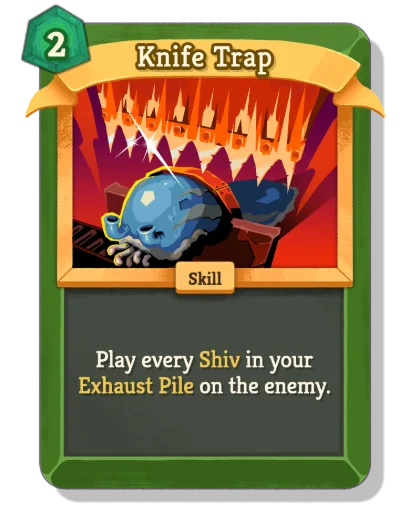 2
Knife Trap
Skill
Play every Shiv in your
Exhaust Pile on the enemy.